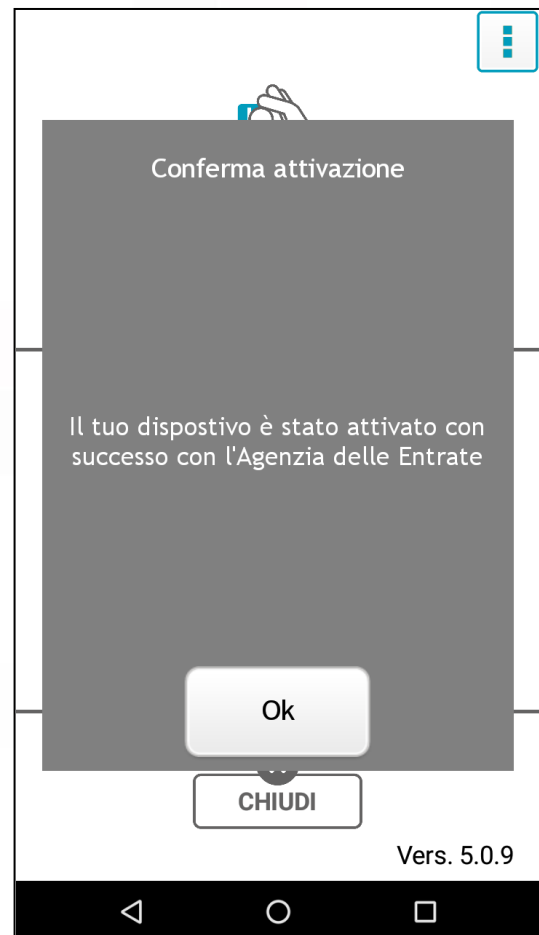 Conferma attivazione
Il tuo dispostivo è stato attivato con
successo con l'Agenzia delle Entrate
Ok
CHIUDI
Vers. 5.0.9